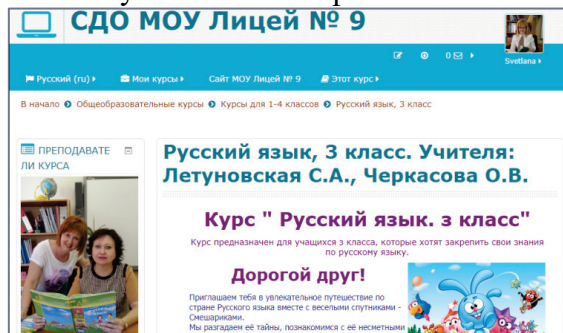 СДО МОУ Лицей № 9
0
Svetlana
Русский (ru)
Мои курсы
Сайт МОУ Лицей № 9
Этот курс
В начало
Общеобразовательные курсы
Курсы для 1-4 классов
Русский язык, 3 класс
ПРЕПОДАВАТЕ
ЛИ КУРСА
Русский язык, 3 класс. Учителя:
Летуновская С.А., Черкасова О.В.
Курс " Русский язык. з класс"
Курс предназначен для учащихся 3 класса, которые хотят закрепить свои знания
по русскому языку.
Дорогой друг!
Приглашаем тебя в увлекательное путешествие по
стране Русского языка вместе с веселыми спутниками -
Смешариками.
Мы разгадаем её тайны, познакомимся с её несметными